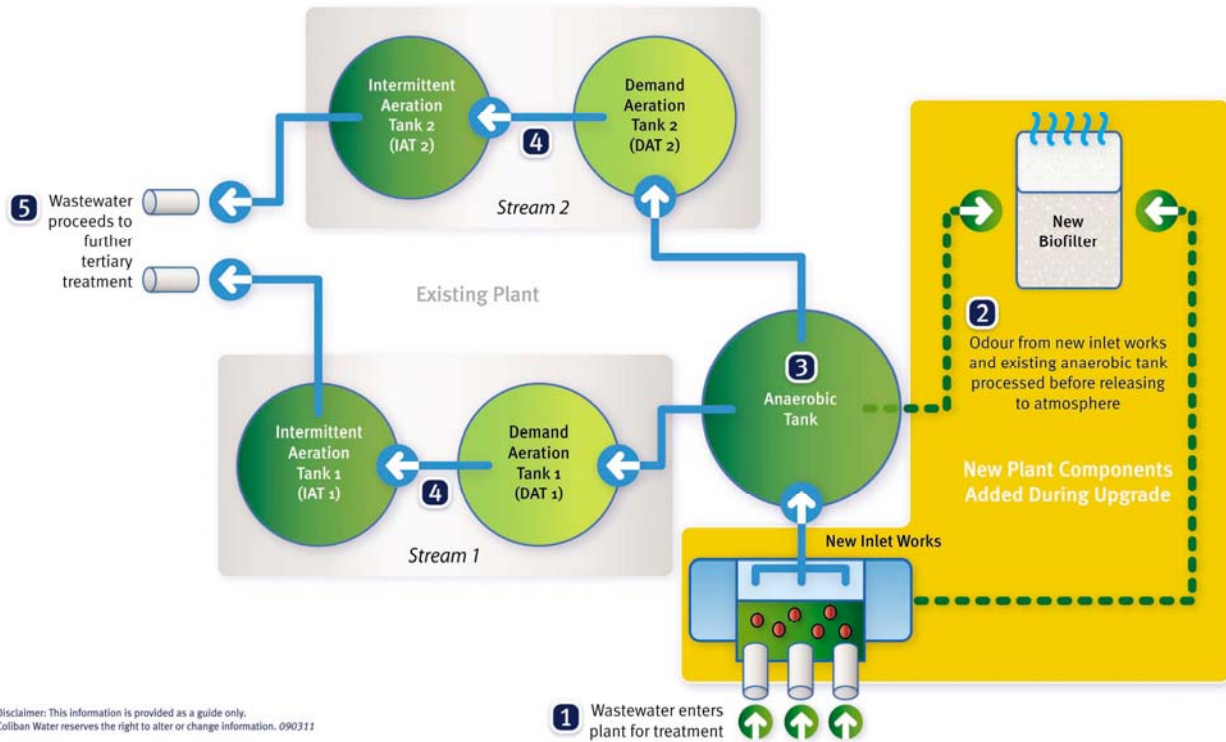 Intermittent
Aeration
Tank 2
(IAT 2)
4
Demand
Aeration
Tank 2
(DAT 2)
Stream 2
5 Wastewater
proceeds to
further
tertiary
treatment
Existing Plant
New
Biofilter
2
Odour from new inlet works
and existing anaerobic tank
processed before releasing
to atmosphere
3
Anaerobic
Tank
Intermittent
Aeration
Tank 1
(IAT 1)
4
Demand
Aeration
Tank 1
(DAT 1)
Stream 1
New Plant Components
Added During Upgrade
New Inlet Works
1 Wastewater enters
plant for treatment
Disclaimer: This information is provided as a guide only.
Coliban Water reserves the right to alter or change information. 090311